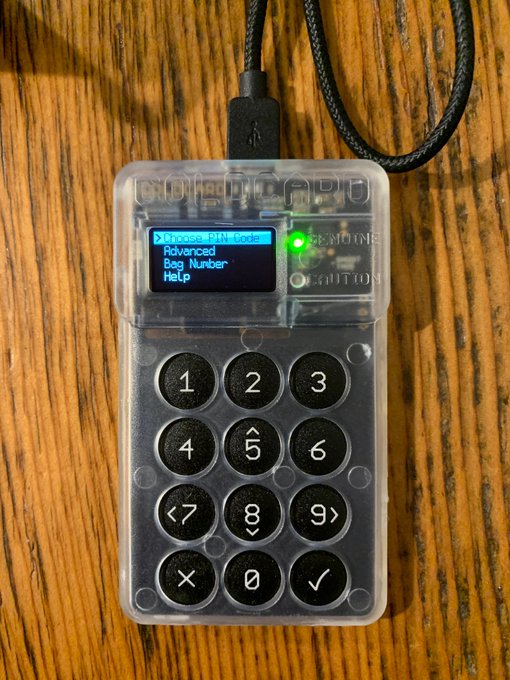 COLDCARD
>Choose PIN Code
Advanced
Bag Number
Help
GENUINE
CAUTION
1 2 3
4 5 6
<7 8 9>
× 0 ✓